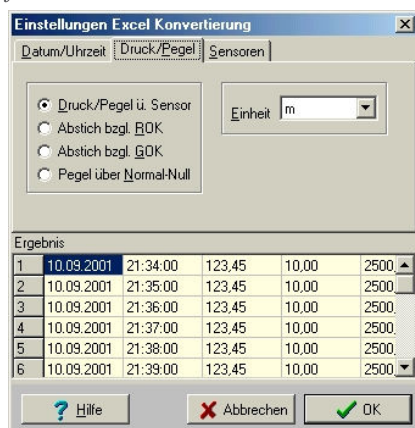 Einstellungen Excel Konvertierung
Datum/Uhrzeit Druck/Pegel Sensoren
Druck/Pegel ü. Sensor
Abstich bzgl. ROK
Abstich bzgl. GOK
Pegel über Normal-Null
Einheit m
Ergebnis
1 10.09.2001 21:34:00 123,45 10,00 2500,
2 10.09.2001 21:35:00 123,45 10,00 2500,
3 10.09.2001 21:36:00 123,45 10,00 2500,
4 10.09.2001 21:37:00 123,45 10,00 2500,
5 10.09.2001 21:38:00 123,45 10,00 2500,
6 10.09.2001 21:39:00 123,45 10,00 2500,
? Hilfe Abbrechen OK